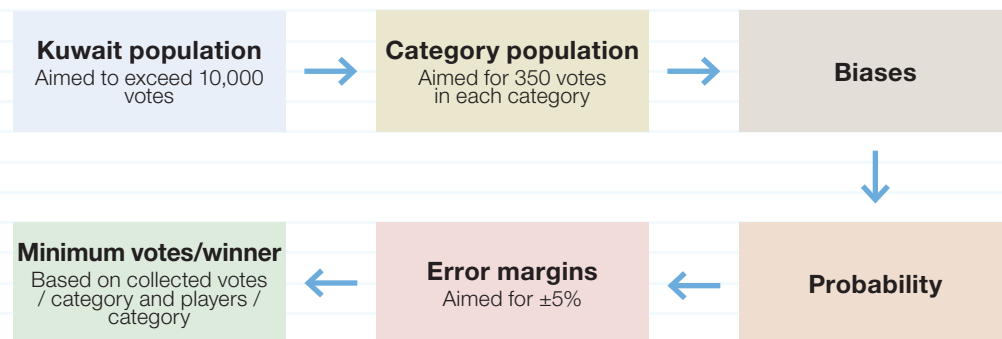 Kuwait population
Aimed to exceed 10,000
votes
Category population
Aimed for 350 votes
in each category
Biases
Probability
Error margins
Aimed for ±5%
Minimum votes/winner
Based on collected votes
/ category and players /
category